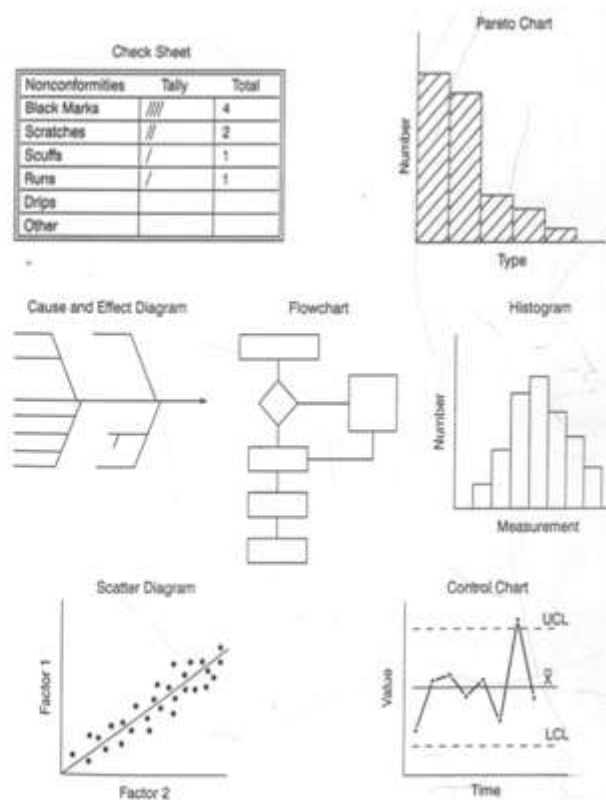 Check Sheet
Nonconformities Tally Total
Black Marks //// 4
Scratches // 2
Scuffs / 1
Runs / 1
Drips
Other
Pareto Chart
Number
Type
Cause and Effect Diagram
Flowchart
Histogram
Number
Measurement
Scatter Diagram
Factor 1
Factor 2
Control Chart
UCL
Value
LCL
Time